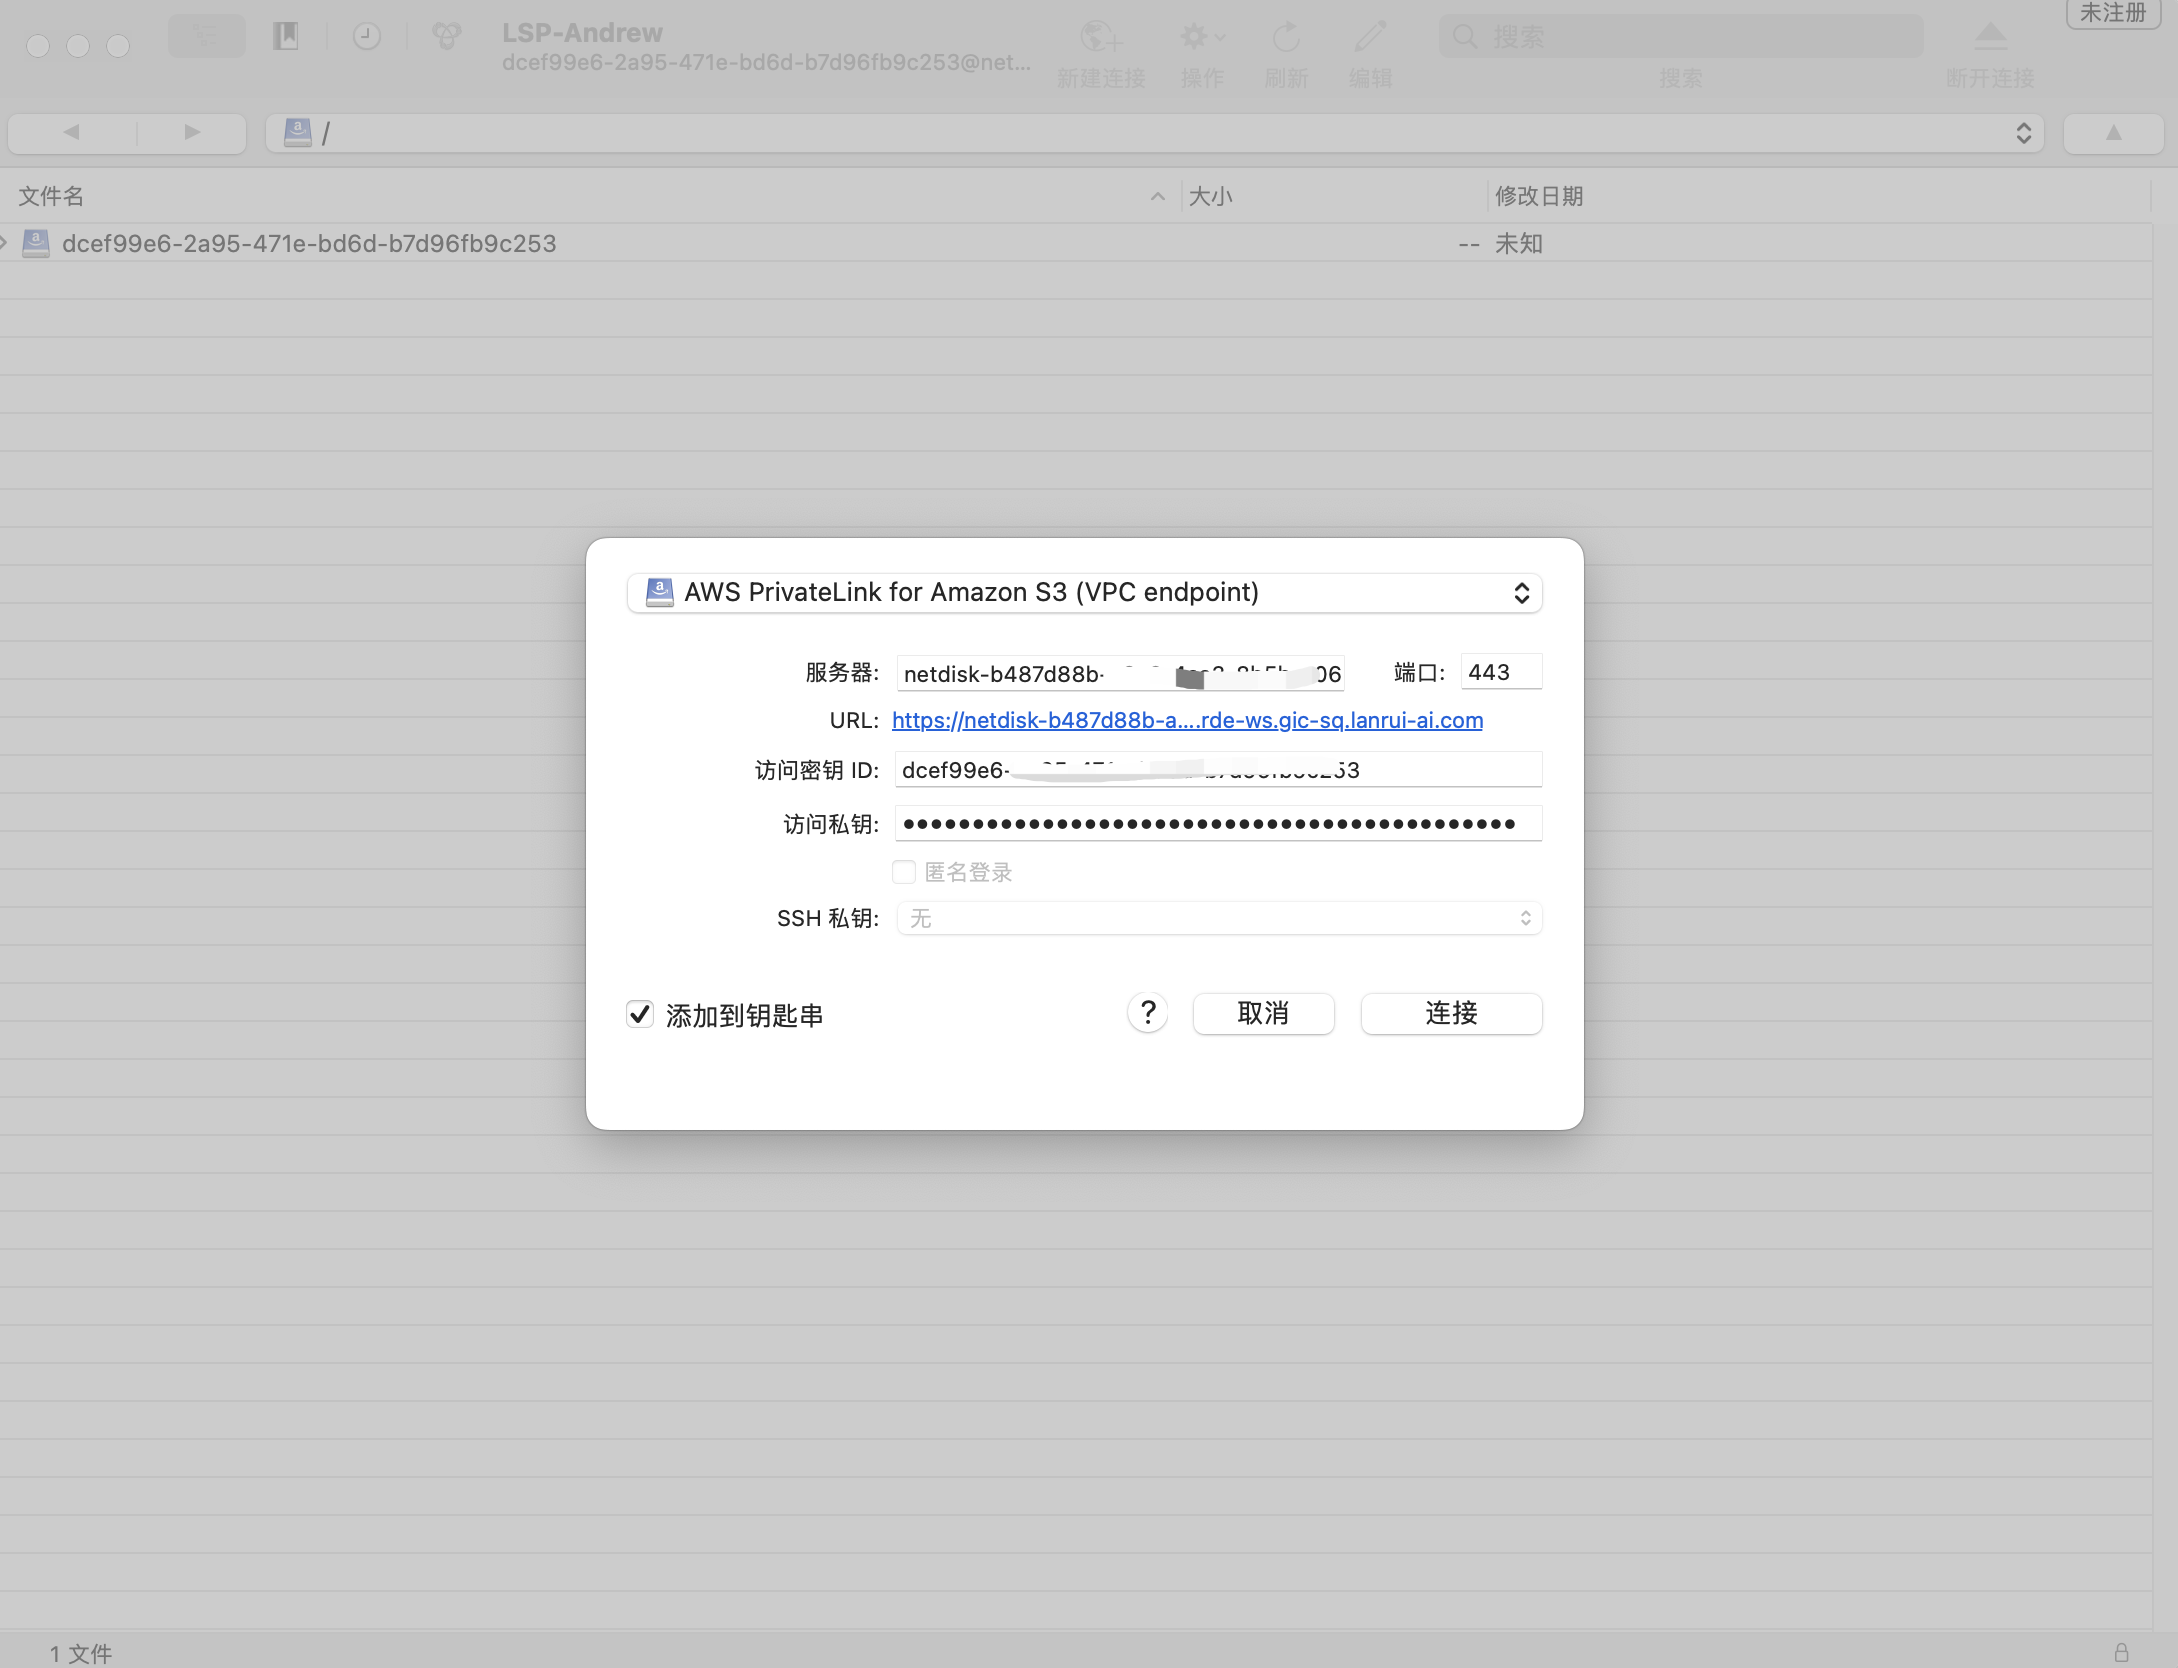 未注册
LSP-Andrew
dcef99e6-2a95-471e-bd6d-b7d96fb9c253@net...
新建连接 操作 刷新 编辑 搜索 搜索 断开连接
/
文件名 大小 修改日期
dcef99e6-2a95-471e-bd6d-b7d96fb9c253 -- 未知
AWS PrivateLink for Amazon S3 (VPC endpoint)
服务器: netdisk-b487d88b- 06 端口: 443
URL: https://netdisk-b487d88b-a....rde-ws.gic-sq.lanrui-ai.com
访问密钥 ID: dcef99e6- 53
访问私钥: ••••••••••••••••••••••••••••••••••••••••••••
匿名登录
SSH 私钥: 无
添加到钥匙串 ? 取消 连接
1 文件